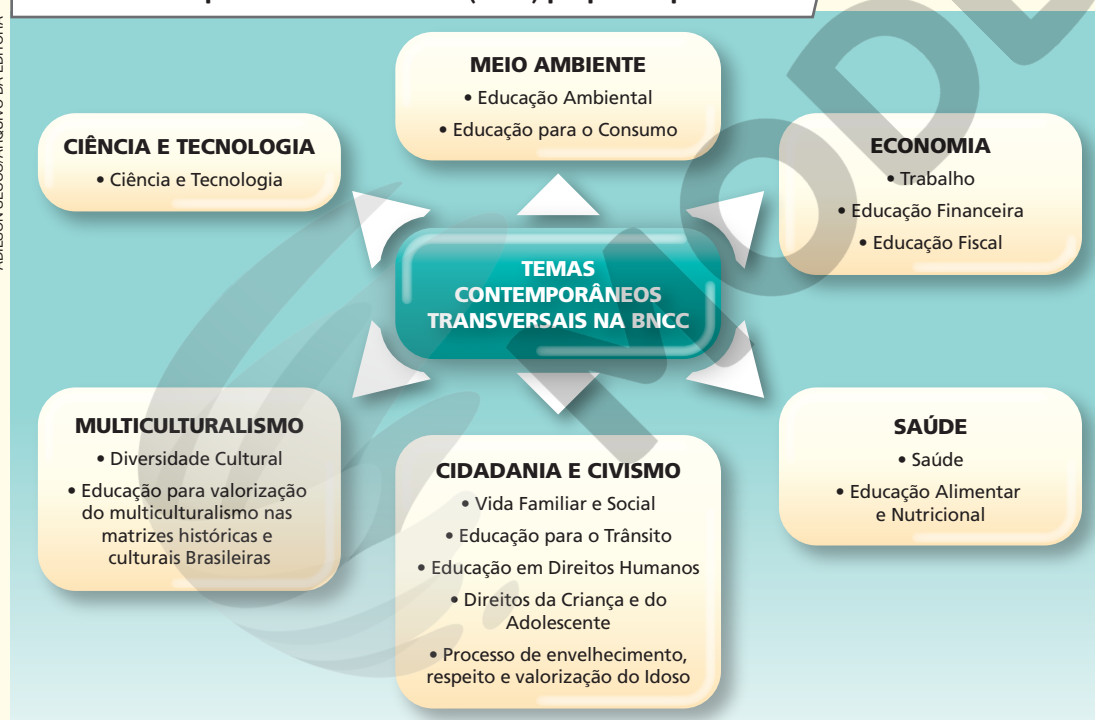 MEIO AMBIENTE
• Educação Ambiental
• Educação para o Consumo
CIÊNCIA E TECNOLOGIA
• Ciência e Tecnologia
ECONOMIA
• Trabalho
• Educação Financeira
• Educação Fiscal
TEMAS
CONTEMPORÂNEOS
TRANSVERSAIS NA BNCC
MULTICULTURALISMO
• Diversidade Cultural
• Educação para valorização
do multiculturalismo nas
matrizes históricas e
culturais Brasileiras
CIDADANIA E CIVISMO
• Vida Familiar e Social
• Educação para o Trânsito
• Educação em Direitos Humanos
• Direitos da Criança e do
Adolescente
• Processo de envelhecimento,
respeito e valorização do Idoso
SAÚDE
• Saúde
• Educação Alimentar
e Nutricional